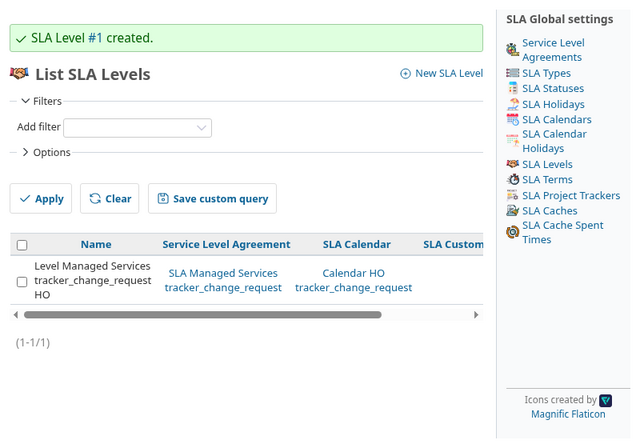 SLA Level #1 created.
List SLA Levels
New SLA Level
Filters
Add filter
Options
Apply
Clear
Save custom query
Name Service Level Agreement SLA Calendar SLA Custom
Level Managed Services
tracker_change_request
HO
SLA Managed Services
tracker_change_request
Calendar HO
tracker_change_request
(1-1/1)
SLA Global settings
Service Level
Agreements
SLA Types
SLA Statuses
SLA Holidays
SLA Calendars
SLA Calendar
Holidays
SLA Levels
SLA Terms
SLA Project Trackers
SLA Caches
SLA Cache Spent
Times
Icons created by
Magnific Flaticon